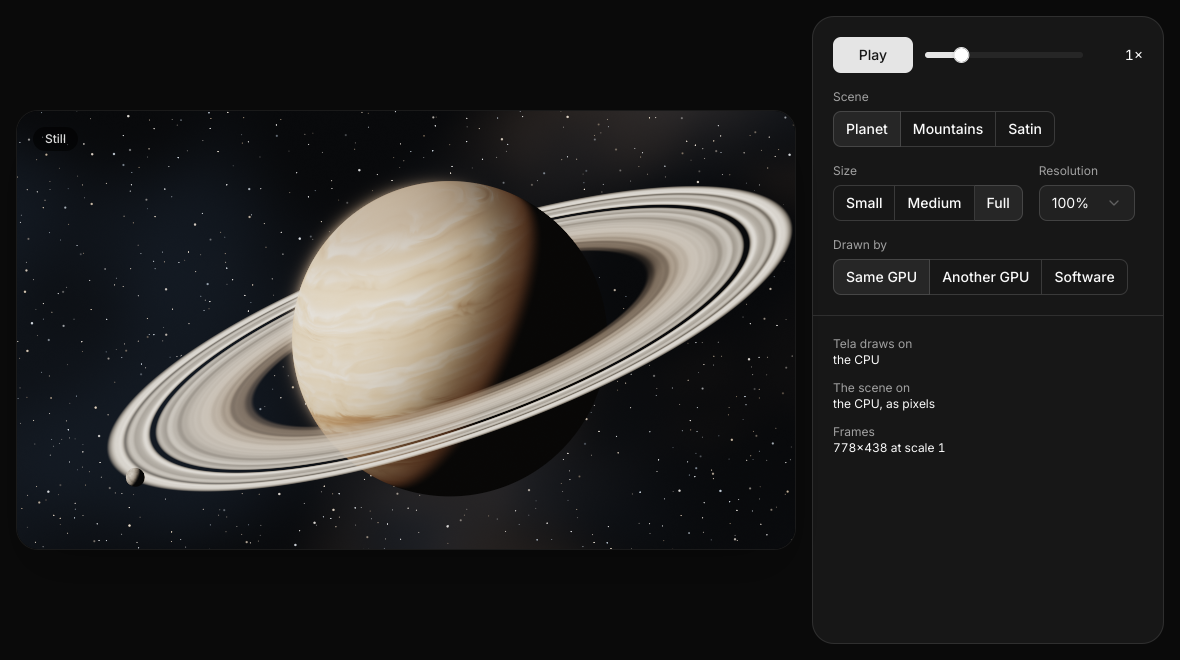 Play
1×
Scene
Planet Mountains Satin
Size Resolution
Small Medium Full 100%
Drawn by
Same GPU Another GPU Software
Still
Tela draws on
the CPU
The scene on
the CPU, as pixels
Frames
778×438 at scale 1